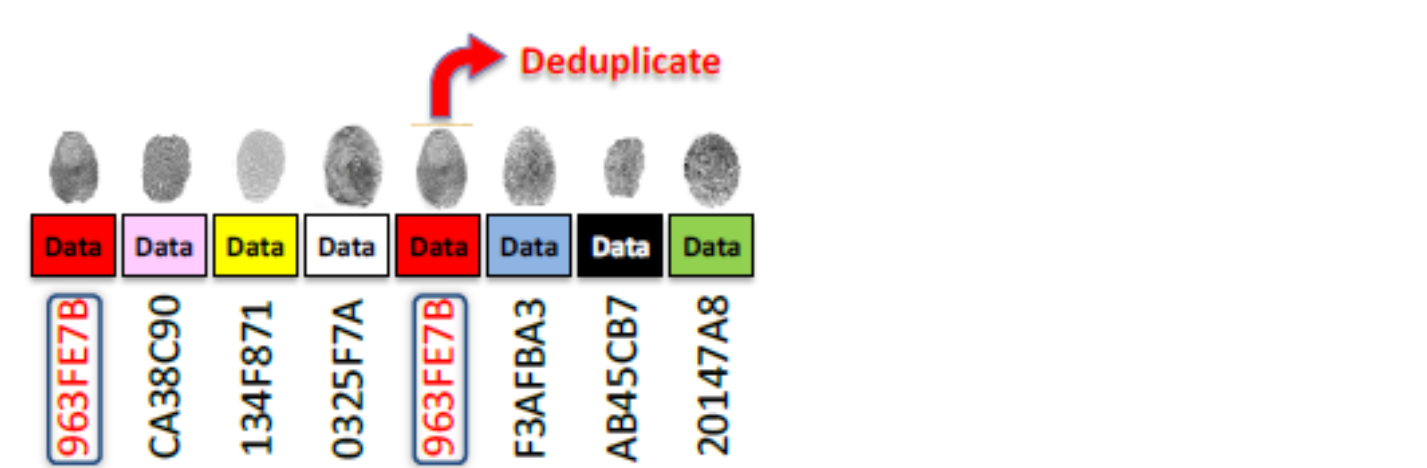 Deduplicate
Data Data Data Data Data Data Data Data
963FE7B CA38C90 134F871 0325F7A 963FE7B F3AFBA3 AB45CB7 20147A8